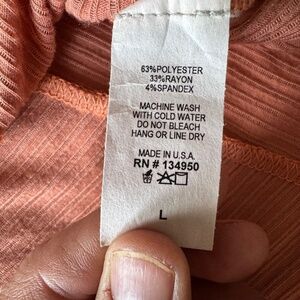 63%POLYESTER
33%RAYON
4%SPANDEX
MACHINE WASH
WITH COLD WATER
DO NOT BLEACH
HANG OR LINE DRY
MADE IN U.S.A.
RN # 134950
L